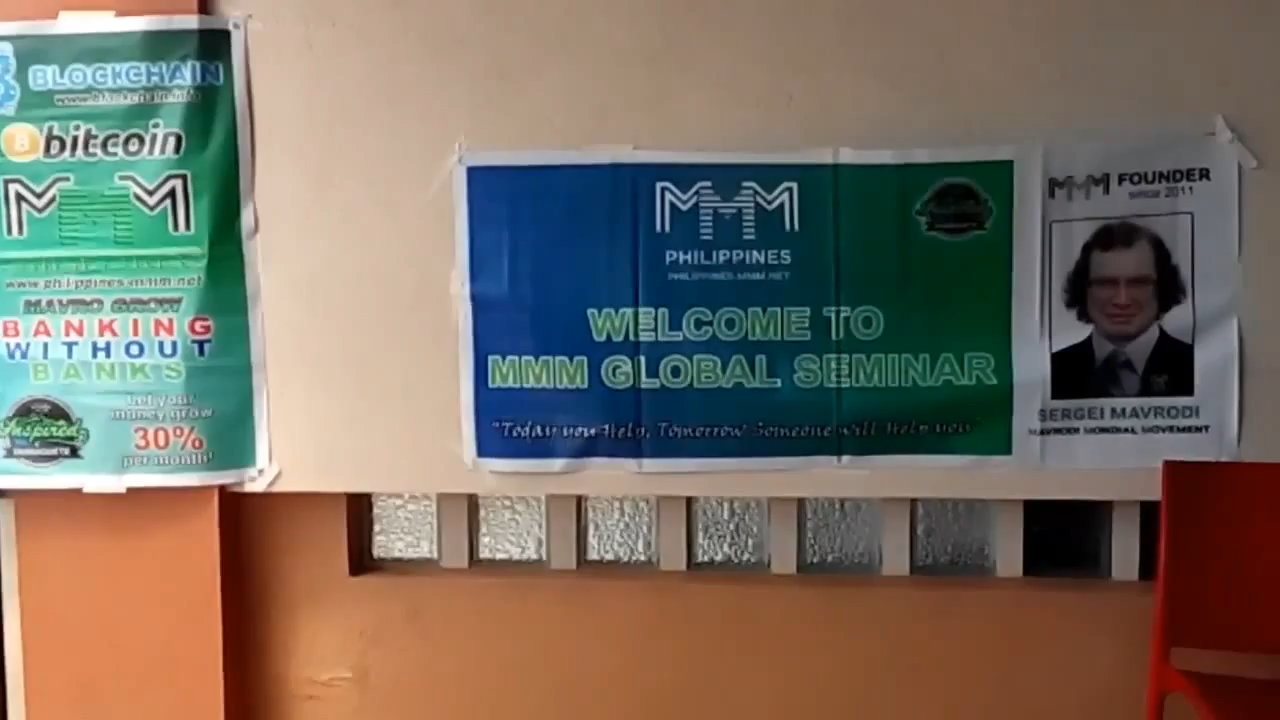 BLOCKCHAIN
www.blockchain.info
bitcoin
MMM
www.philippines-mmm.net
MAVRO GROW
BANKING
WITHOUT
BANKS
Inspired
Let your
money grow
30%
per month!
MMM
PHILIPPINES
PHILIPPINES-MMM.NET
WELCOME TO
MMM GLOBAL SEMINAR
"Today you Help, Tomorrow Someone will Help you"
MMM FOUNDER
since 2011
SERGEI MAVRODI
MAVRODI MONDIAL MOVEMENT